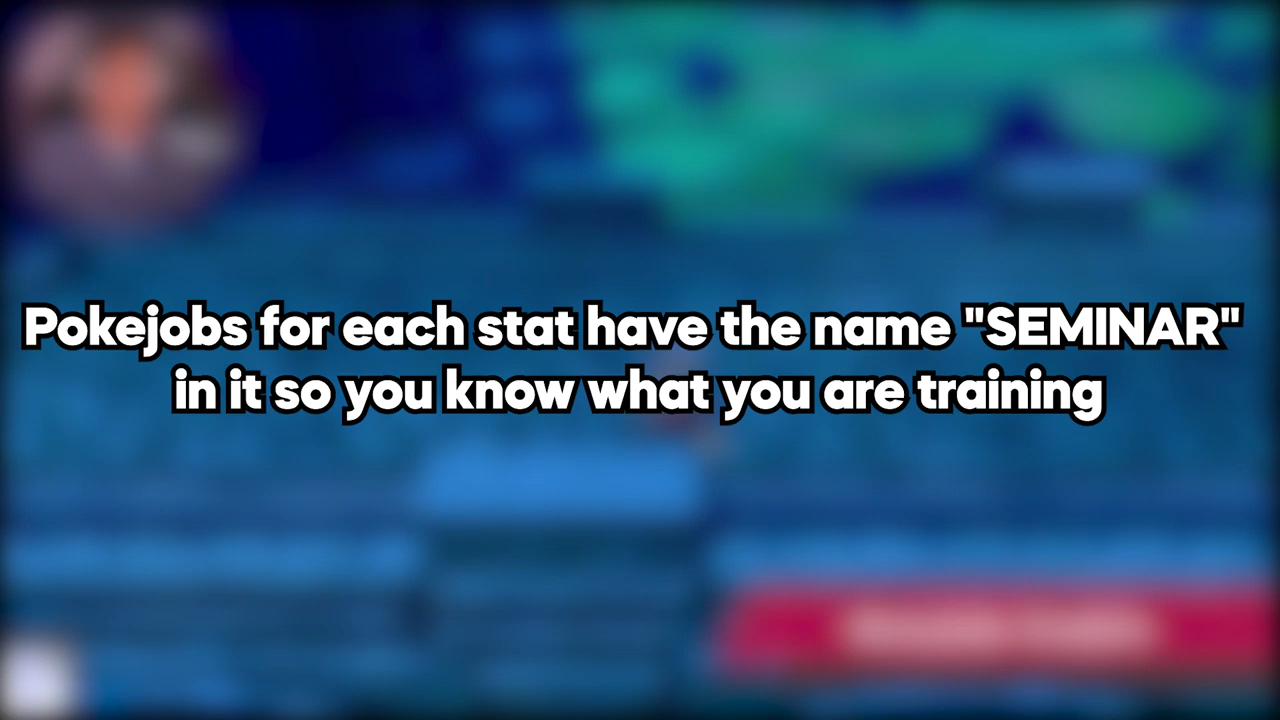 Pokejobs for each stat have the name "SEMINAR"
in it so you know what you are training